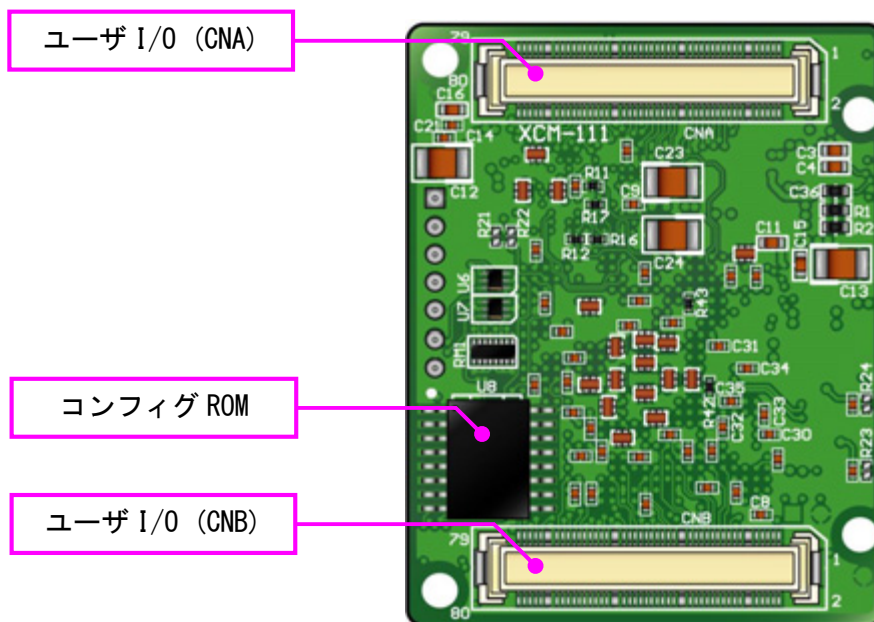 ユーザ I/O (CNA)
79
1
80
2
C16
C21
C14
XCM-111
CNA
C12
C23
C3
C4
R11
C36
C9
R17
R1
R21
R22
R2
R12
R16
C11
C15
C24
C13
U6
U7
R43
RM1
C31
C34
U8
R24
コンフィグ ROM
C35
R42
C32
C33
C30
R23
ユーザ I/O (CNB)
C8
79
CNB
1
80
2